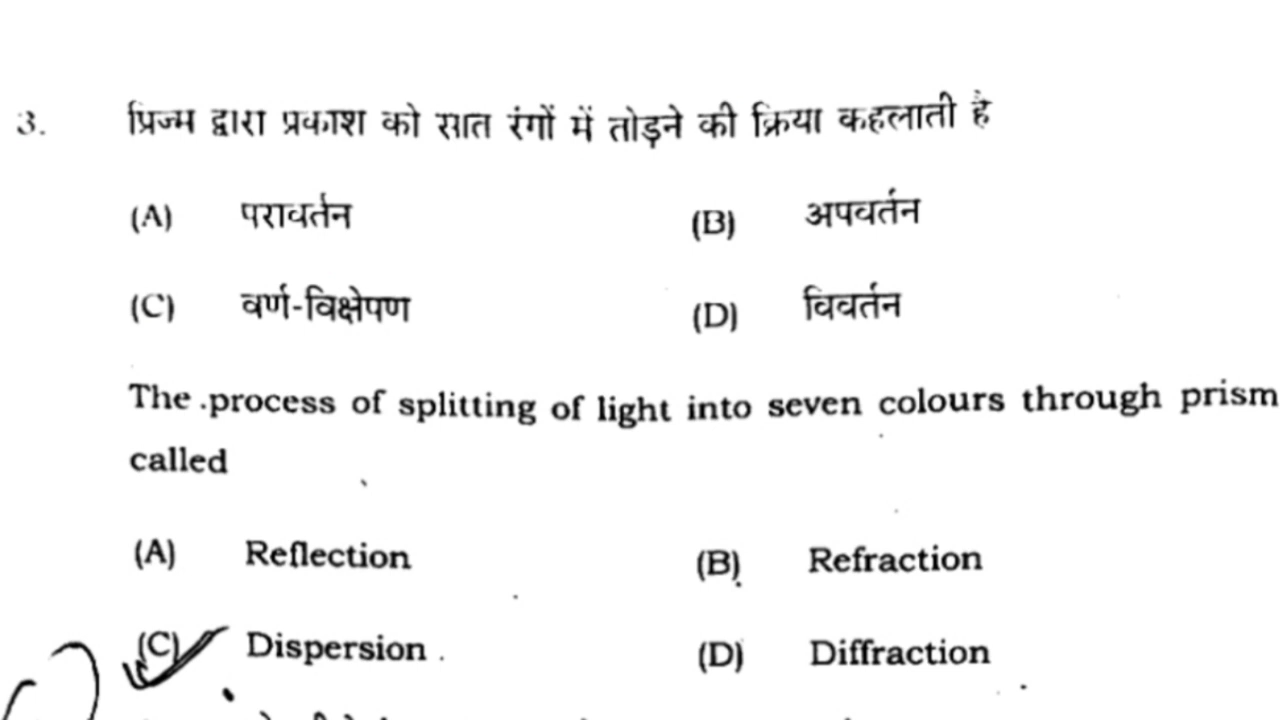 3. प्रिज्म द्वारा प्रकाश को सात रंगों में तोड़ने की क्रिया कहलाती है
(A) परावर्तन (B) अपवर्तन
(C) वर्ण-विक्षेपण (D) विवर्तन
The process of splitting of light into seven colours through prism
called
(A) Reflection (B) Refraction
(C) Dispersion (D) Diffraction